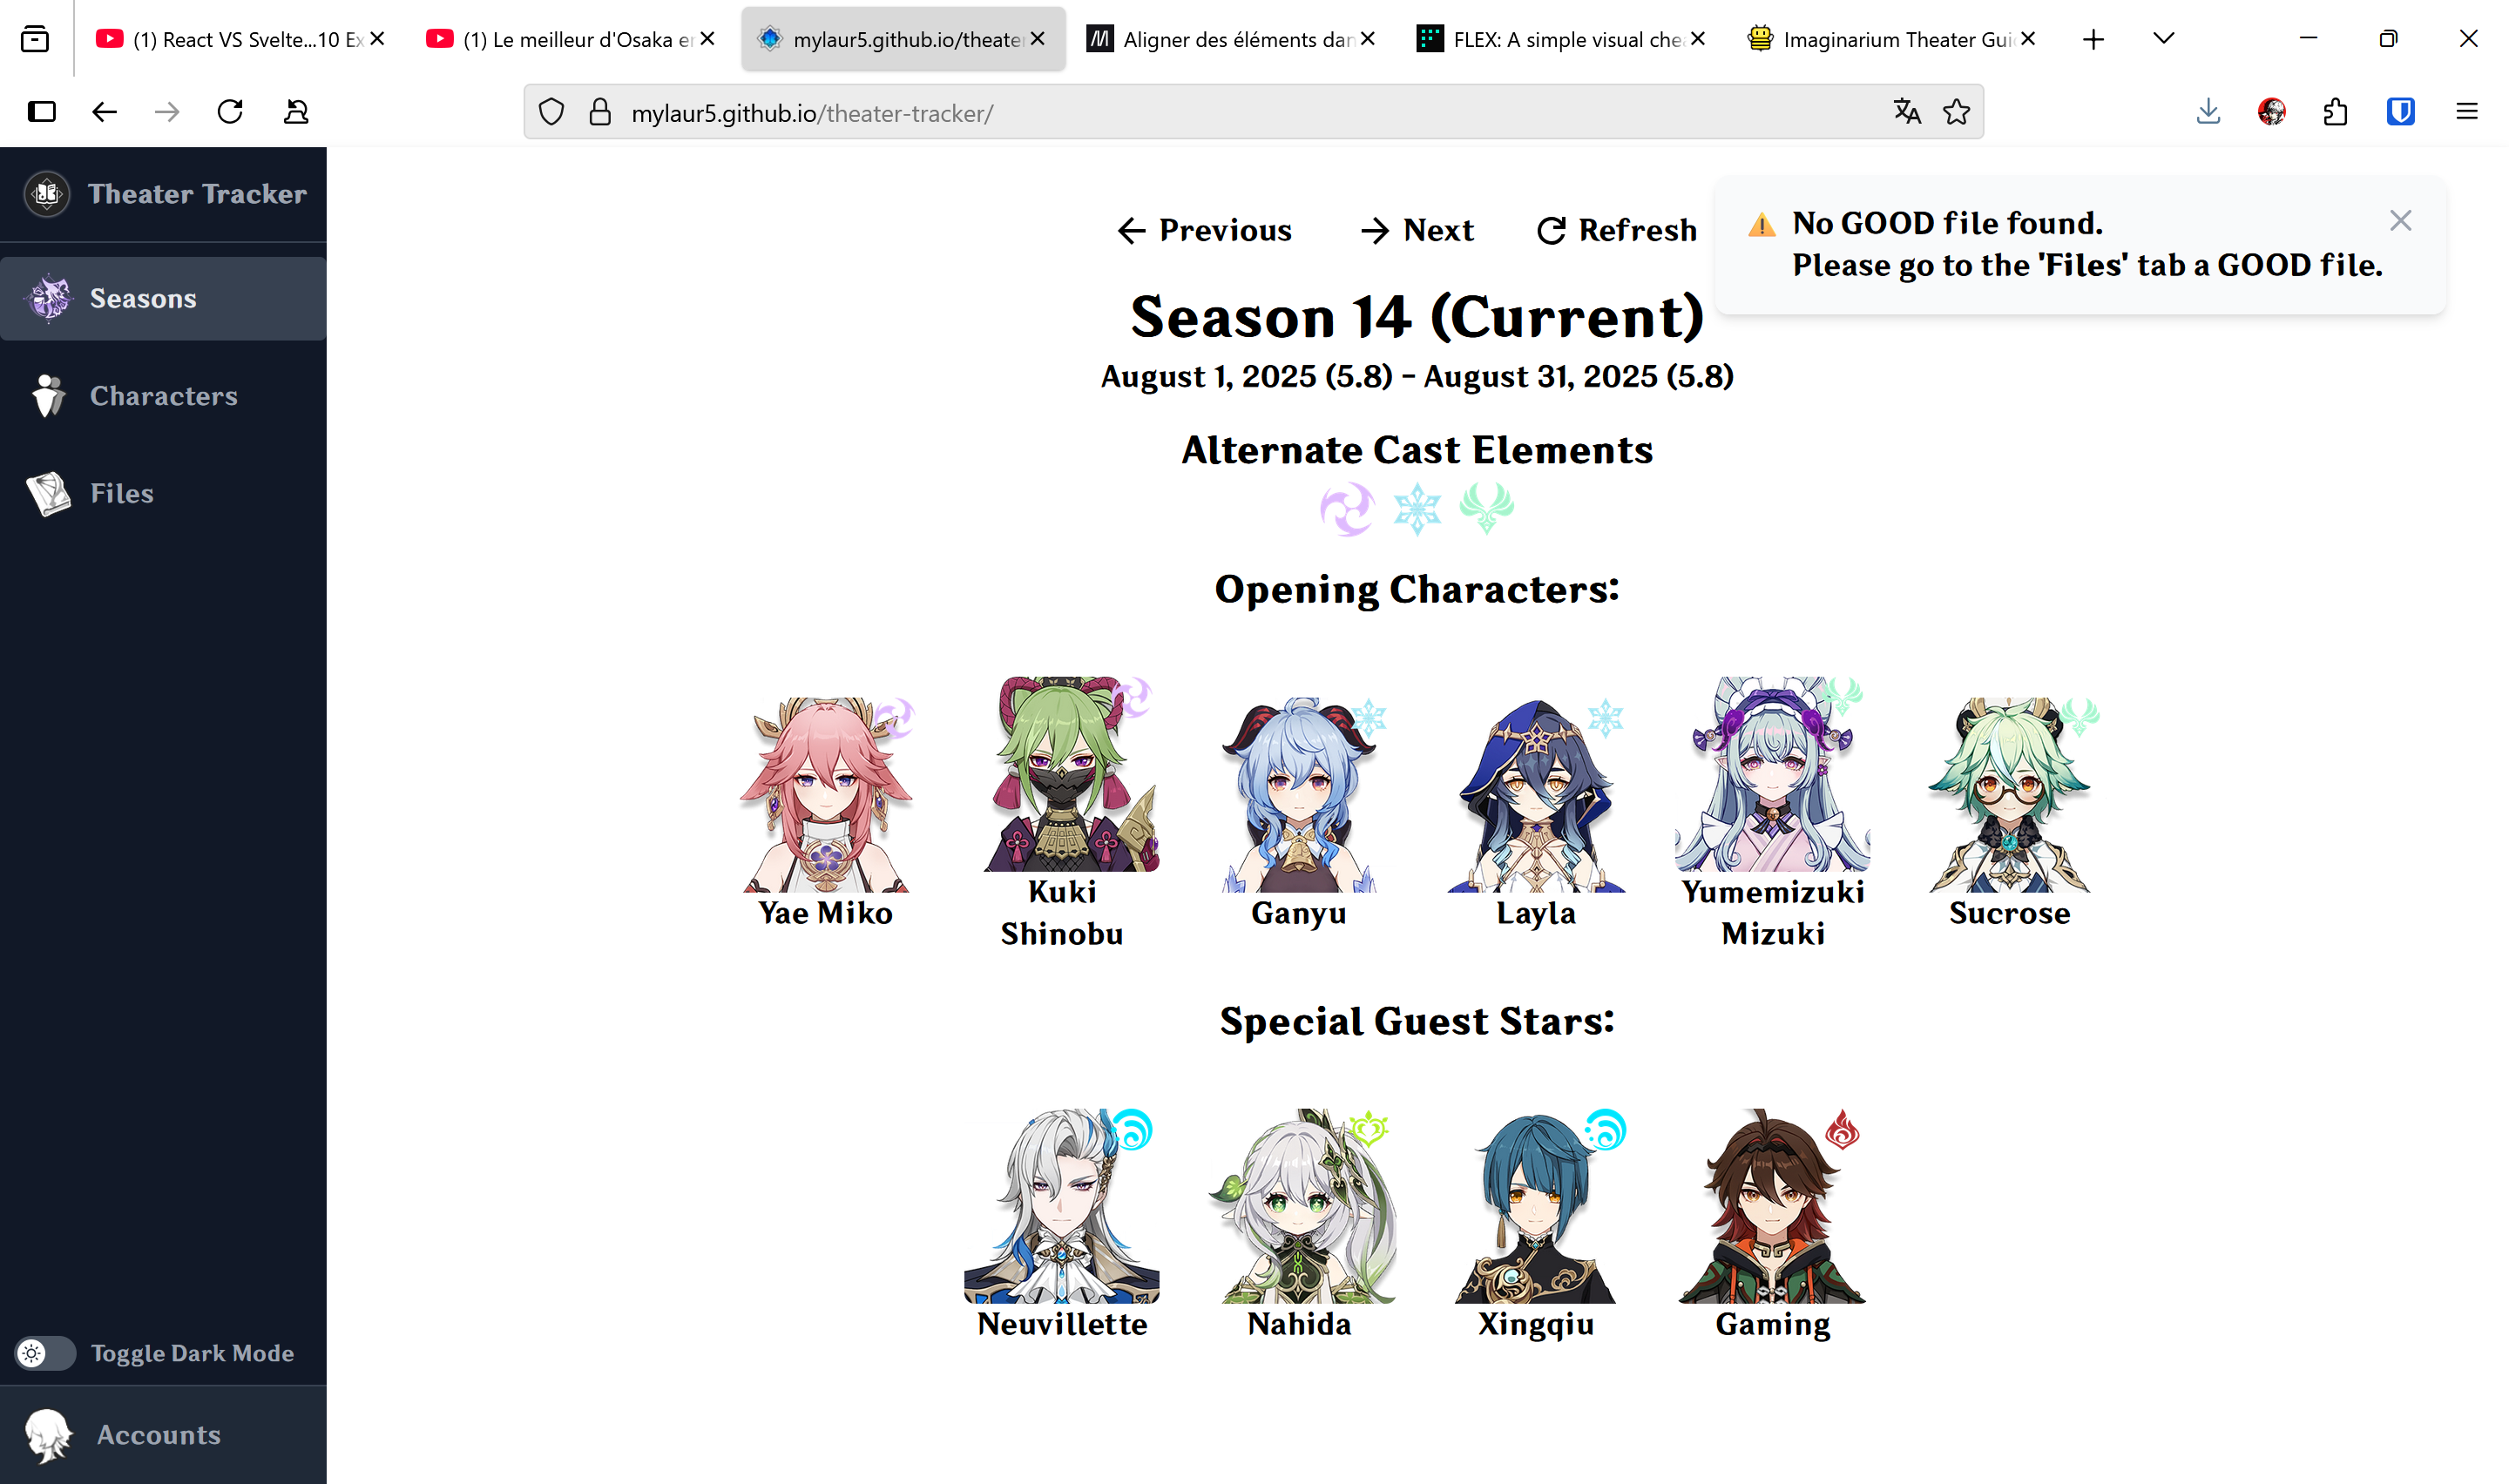 (1) React VS Svelte...10 Ex
(1) Le meilleur d'Osaka en
mylaur5.github.io/theater
Aligner des éléments dan
FLEX: A simple visual chea
Imaginarium Theater Gui
mylaur5.github.io/theater-tracker/
Theater Tracker
Seasons
Characters
Files
Toggle Dark Mode
Accounts
Previous
Next
Refresh
No GOOD file found.
Please go to the 'Files' tab a GOOD file.
Season 14 (Current)
August 1, 2025 (5.8) - August 31, 2025 (5.8)
Alternate Cast Elements
Opening Characters:
Yae Miko
Kuki
Shinobu
Ganyu
Layla
Yumemizuki
Mizuki
Sucrose
Special Guest Stars:
Neuvillette
Nahida
Xingqiu
Gaming